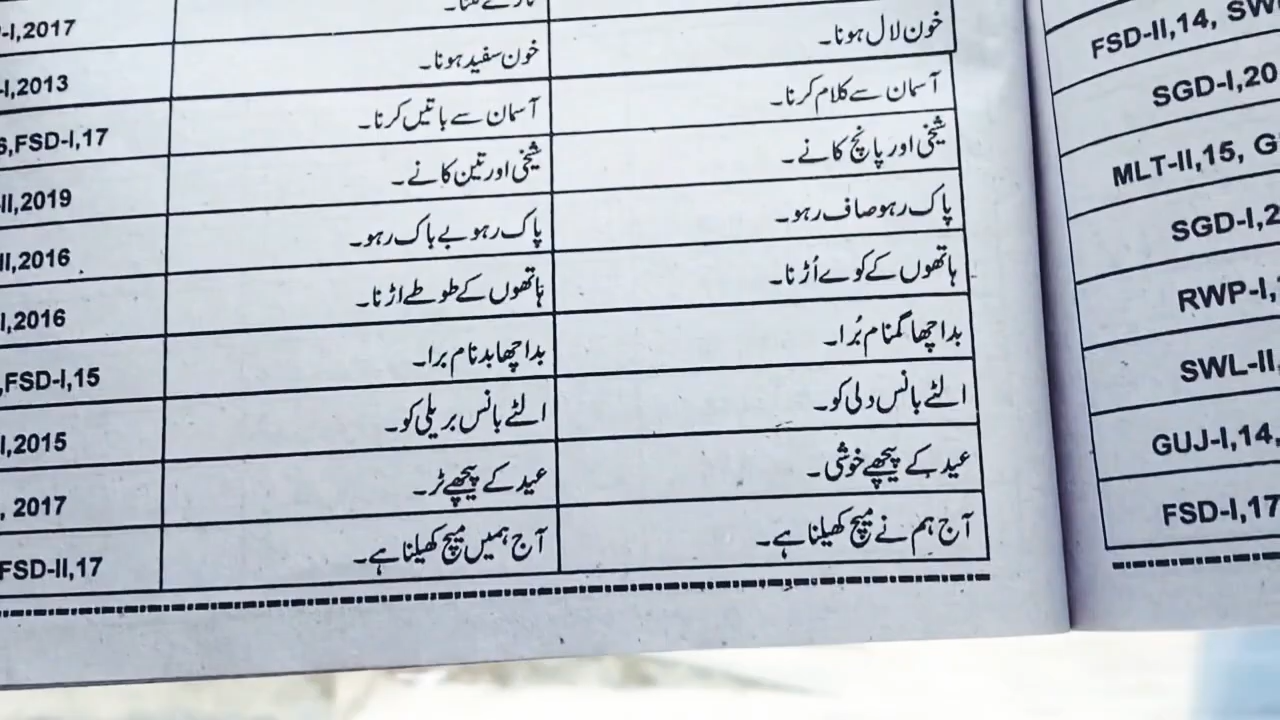 خون لال ہونا۔ خون سفید ہونا۔ -I,2017
آسمان سے کلام کرنا۔ آسمان سے باتیں کرنا۔ -I,2013
شیخی اور پانچ کانے۔ شیخی اور تین کانے۔ ,FSD-I,17
پاک رہو صاف رہو۔ پاک رہو بے باک رہو۔ II,2019
ہاتھوں کے کوے اُڑنا۔ ہاتھوں کے طوطے اڑنا۔ II,2016
بد اچھا گمنام بُرا۔ بد اچھا بدنام برا۔ I,2016
الٹے بانس دلی کو۔ الٹے بانس بریلی کو۔ ,FSD-I,15
عید کے پیچھے خوشی۔ عید کے پیچھے ٹر۔ I,2015
آج ہم نے میچ کھیلنا ہے۔ آج ہمیں میچ کھیلنا ہے۔ , 2017
FSD-II,17
FSD-II,14,
SGD-I,20
MLT-II,15, G
SGD-I,2
RWP-I,
SWL-II,
GUJ-I,14,
FSD-I,17